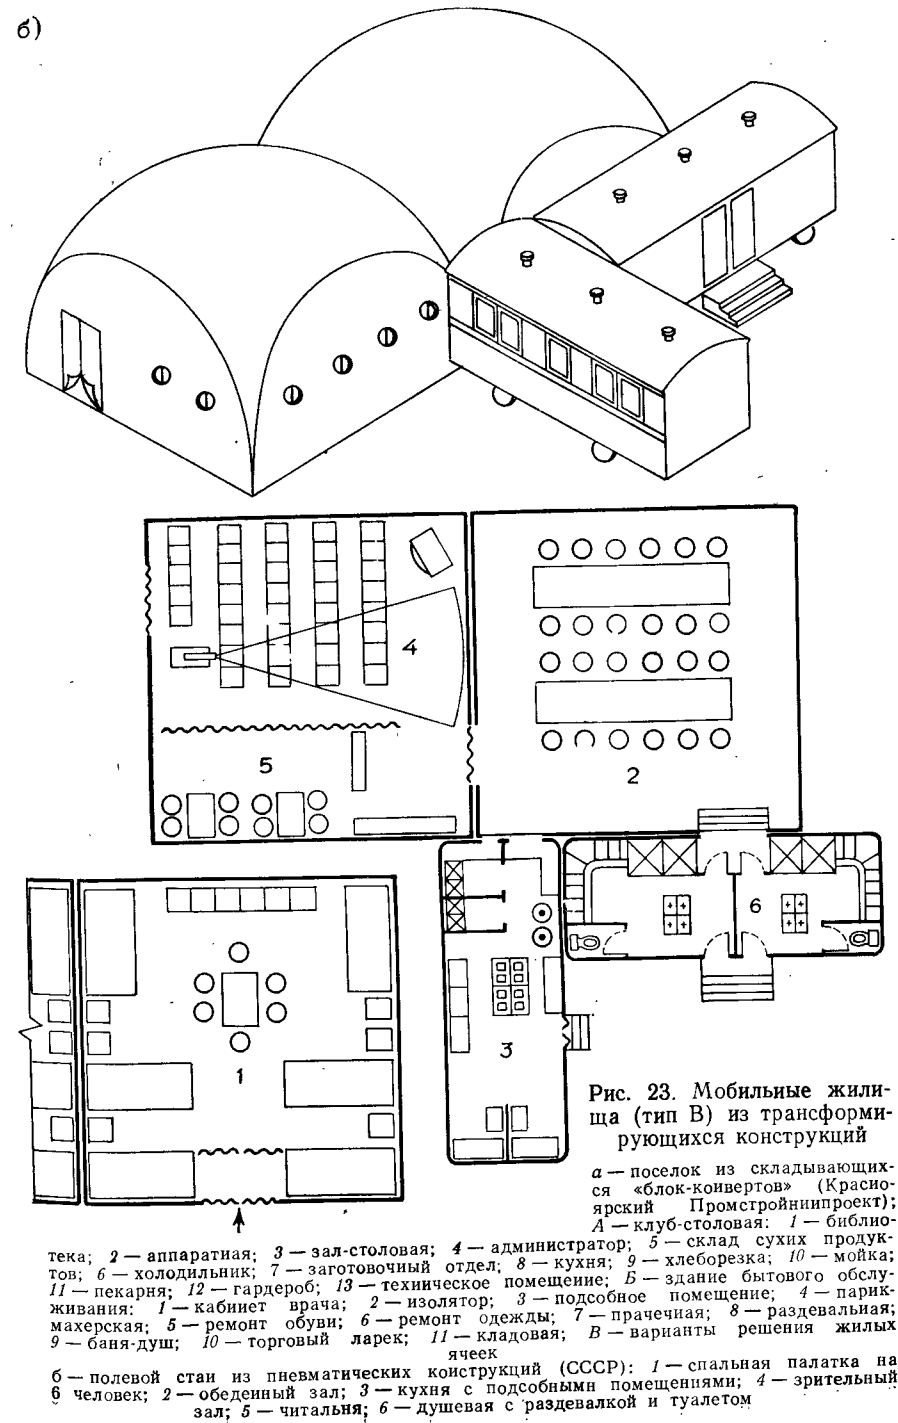 б)
4
5
2
6
3
1
Рис. 23. Мобильные жили-
ща (тип В) из трансформи-
рующихся конструкций
а — поселок из складывающих-
ся «блок-конвертов» (Красно-
ярский Промстройниипроект);
А — клуб-столовая: 1 — библио-
тека; 2 — аппаратная; 3 — зал-столовая; 4 — администратор; 5 — склад сухих продук-
тов; 6 — холодильник; 7 — заготовочный отдел; 8 — кухня; 9 — хлеборезка; 10 — мойка;
11 — пекарня; 12 — гардероб; 13 — техническое помещение; Б — здание бытового обслу-
живания: 1 — кабинет врача; 2 — изолятор; 3 — подсобное помещение; 4 — парик-
махерская; 5 — ремонт обуви; 6 — ремонт одежды; 7 — прачечная; 8 — раздевальная;
9 — баня-душ; 10 — торговый ларек; 11 — кладовая; В — варианты решения жилых
ячеек
б — полевой стан из пневматических конструкций (СССР): 1 — спальная палатка на
6 человек; 2 — обеденный зал; 3 — кухня с подсобными помещениями; 4 — зрительный
зал; 5 — читальня; 6 — душевая с раздевалкой и туалетом